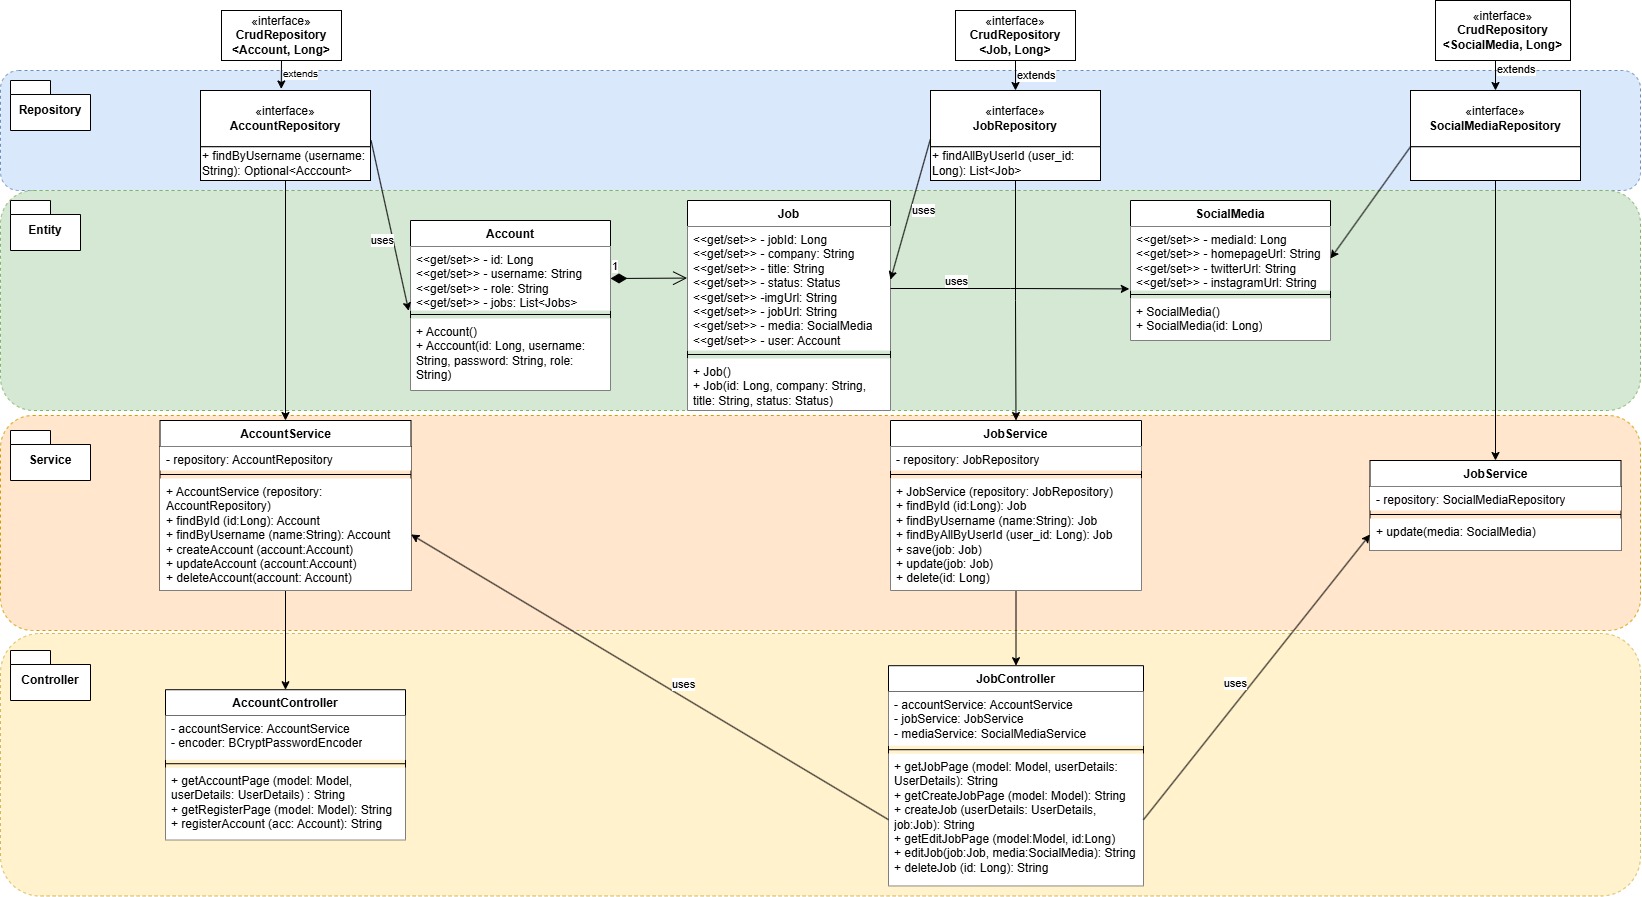 «interface»
CrudRepository
<Account, Long>
«interface»
CrudRepository
<Job, Long>
«interface»
CrudRepository
<SocialMedia, Long>
extends
extends
extends
Repository
«interface»
AccountRepository
+ findByUsername (username:
String): Optional<Acccount>
«interface»
JobRepository
+ findAllByUserId (user_id:
Long): List<Job>
«interface»
SocialMediaRepository
Entity
uses
Account
<<get/set>> - id: Long
<<get/set>> - username: String
<<get/set>> - role: String
<<get/set>> - jobs: List<Jobs>
+ Account()
+ Acccount(id: Long, username:
String, password: String, role:
String)
1
Job
<<get/set>> - jobId: Long
<<get/set>> - company: String
<<get/set>> - title: String
<<get/set>> - status: Status
<<get/set>> -imgUrl: String
<<get/set>> - jobUrl: String
<<get/set>> - media: SocialMedia
<<get/set>> - user: Account
+ Job()
+ Job(id: Long, company: String,
title: String, status: Status)
uses
uses
SocialMedia
<<get/set>> - mediaId: Long
<<get/set>> - homepageUrl: String
<<get/set>> - twitterUrl: String
<<get/set>> - instagramUrl: String
+ SocialMedia()
+ SocialMedia(id: Long)
Service
AccountService
- repository: AccountRepository
+ AccountService (repository:
AccountRepository)
+ findById (id:Long): Account
+ findByUsername (name:String): Account
+ createAccount (account:Account)
+ updateAccount (account:Account)
+ deleteAccount(account: Account)
JobService
- repository: JobRepository
+ JobService (repository: JobRepository)
+ findById (id:Long): Job
+ findByUsername (name:String): Job
+ findByAllByUserId (user_id: Long): Job
+ save(job: Job)
+ update(job: Job)
+ delete(id: Long)
JobService
- repository: SocialMediaRepository
+ update(media: SocialMedia)
Controller
AccountController
- accountService: AccountService
- encoder: BCryptPasswordEncoder
+ getAccountPage (model: Model,
userDetails: UserDetails) : String
+ getRegisterPage (model: Model): String
+ registerAccount (acc: Account): String
uses
JobController
- accountService: AccountService
- jobService: JobService
- mediaService: SocialMediaService
+ getJobPage (model: Model, userDetails:
UserDetails): String
+ getCreateJobPage (model: Model): String
+ createJob (userDetails: UserDetails,
job:Job): String
+ getEditJobPage (model:Model, id:Long)
+ editJob(job:Job, media:SocialMedia): String
+ deleteJob (id: Long): String
uses